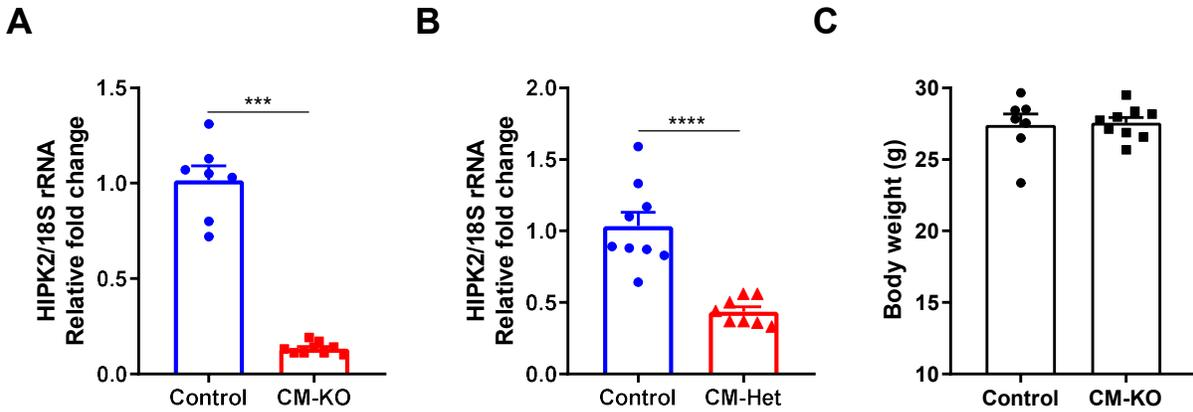 A
HIPK2/18S rRNA
Relative fold change
1.5
1.0
0.5
0.0
***
Control
CM-KO
B
HIPK2/18S rRNA
Relative fold change
2.0
1.5
1.0
0.5
0.0
****
Control
CM-Het
C
Body weight (g)
30
25
20
15
10
Control
CM-KO